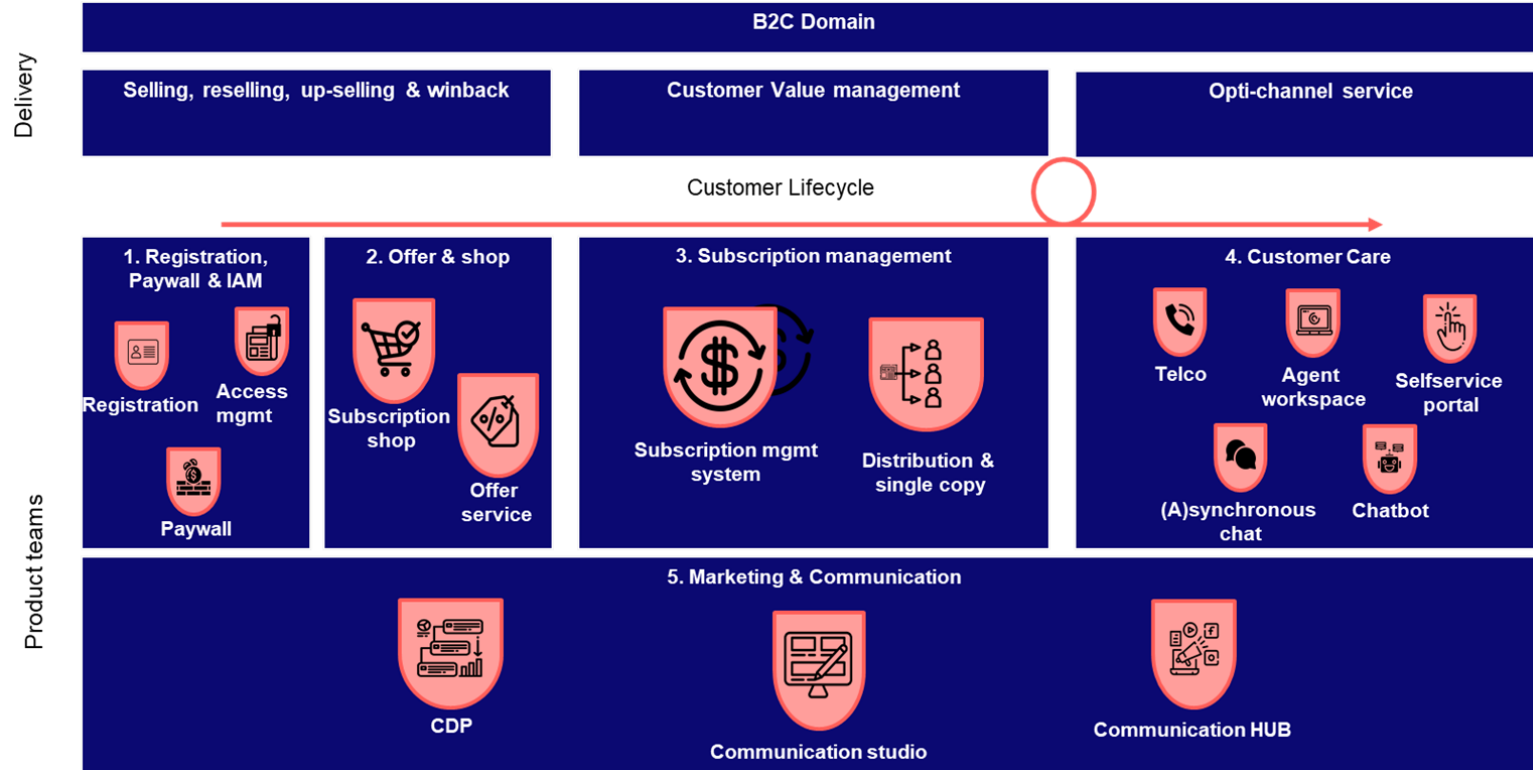 B2C Domain
Delivery
Selling, reselling, up-selling & winback
Customer Value management
Opti-channel service
Customer Lifecycle
Product teams
1. Registration,
Paywall & IAM
Registration
Access
mgmt
Paywall
2. Offer & shop
Subscription
shop
Offer
service
3. Subscription management
Subscription mgmt
system
Distribution &
single copy
4. Customer Care
Telco
Agent
workspace
Selfservice
portal
(A)synchronous
chat
Chatbot
5. Marketing & Communication
CDP
Communication studio
Communication HUB